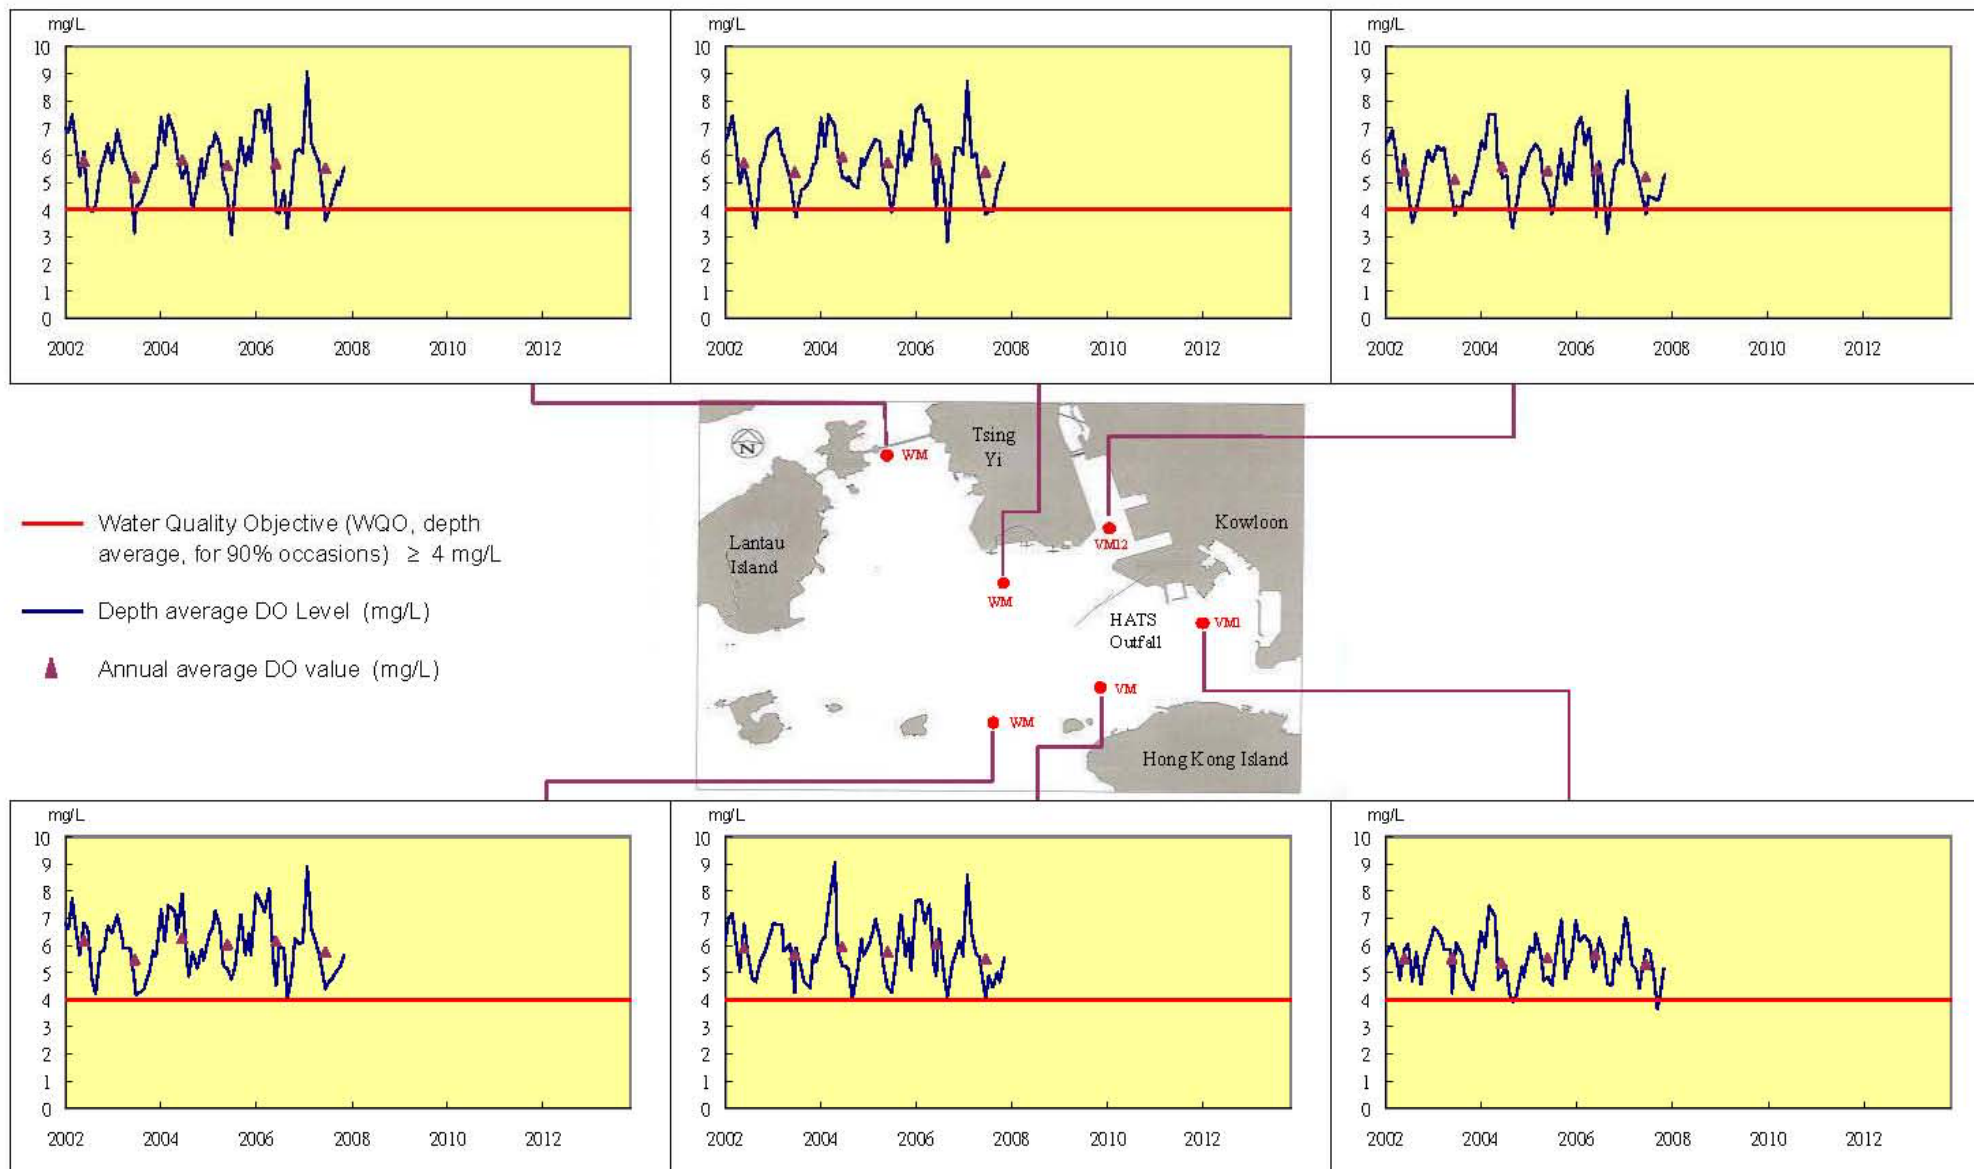 mg/L
10
9
8
7
6
5
4
3
2
1
0
2002 2004 2006 2008 2010 2012
mg/L
10
9
8
7
6
5
4
3
2
1
0
2002 2004 2006 2008 2010 2012
mg/L
10
9
8
7
6
5
4
3
2
1
0
2002 2004 2006 2008 2010 2012
Water Quality Objective (WQO, depth
average, for 90% occasions) ≥ 4 mg/L
Depth average DO Level (mg/L)
Annual average DO value (mg/L)
N
WM
Tsing
Yi
Kowloon
Lantau
Island
VM12
WM
HATS
Outfall
VM1
VM
WM
Hong Kong Island
mg/L
10
9
8
7
6
5
4
3
2
1
0
2002 2004 2006 2008 2010 2012
mg/L
10
9
8
7
6
5
4
3
2
1
0
2002 2004 2006 2008 2010 2012
mg/L
10
9
8
7
6
5
4
3
2
1
0
2002 2004 2006 2008 2010 2012